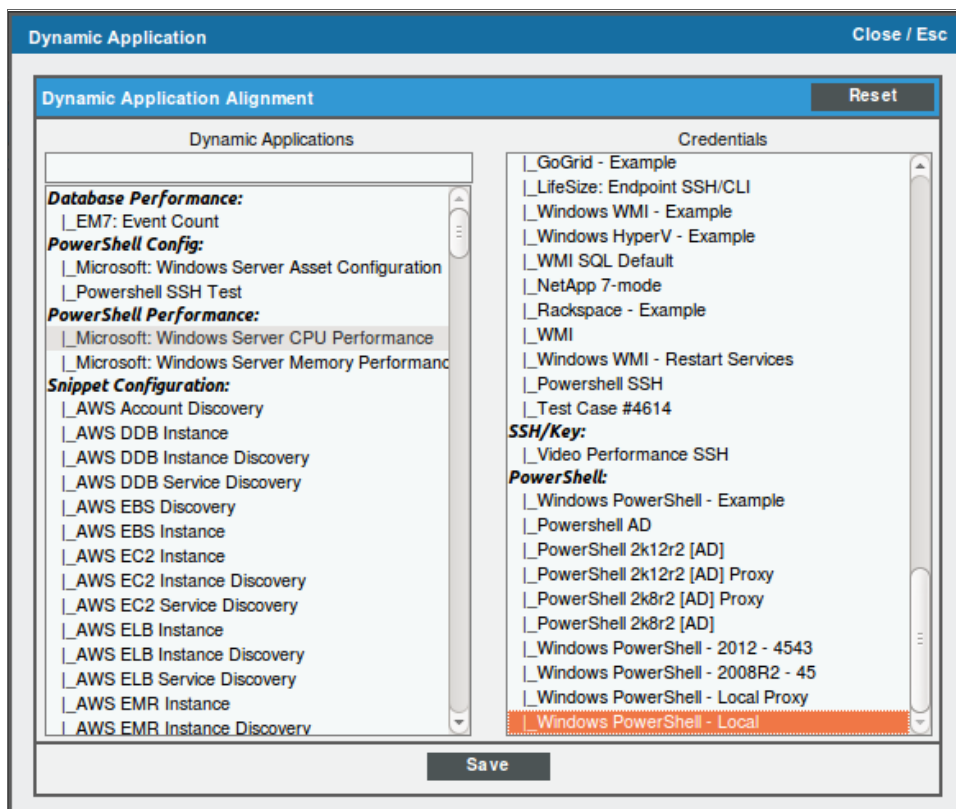 Dynamic Application
Close / Esc
Dynamic Application Alignment
Reset
Dynamic Applications
Database Performance:
|_EM7: Event Count
PowerShell Config:
|_Microsoft: Windows Server Asset Configuration
|_Powershell SSH Test
PowerShell Performance:
|_Microsoft: Windows Server CPU Performance
|_Microsoft: Windows Server Memory Performanc
Snippet Configuration:
|_AWS Account Discovery
|_AWS DDB Instance
|_AWS DDB Instance Discovery
|_AWS DDB Service Discovery
|_AWS EBS Discovery
|_AWS EBS Instance
|_AWS EC2 Instance
|_AWS EC2 Instance Discovery
|_AWS EC2 Service Discovery
|_AWS ELB Instance
|_AWS ELB Instance Discovery
|_AWS ELB Service Discovery
|_AWS EMR Instance
|_AWS EMR Instance Discovery
Credentials
|_GoGrid - Example
|_LifeSize: Endpoint SSH/CLI
|_Windows WMI - Example
|_Windows HyperV - Example
|_WMI SQL Default
|_NetApp 7-mode
|_Rackspace - Example
|_WMI
|_Windows WMI - Restart Services
|_Powershell SSH
|_Test Case #4614
SSH/Key:
|_Video Performance SSH
PowerShell:
|_Windows PowerShell - Example
|_Powershell AD
|_PowerShell 2k12r2 [AD]
|_PowerShell 2k12r2 [AD] Proxy
|_PowerShell 2k8r2 [AD] Proxy
|_PowerShell 2k8r2 [AD]
|_Windows PowerShell - 2012 - 4543
|_Windows PowerShell - 2008R2 - 45
|_Windows PowerShell - Local Proxy
|_Windows PowerShell - Local
Save